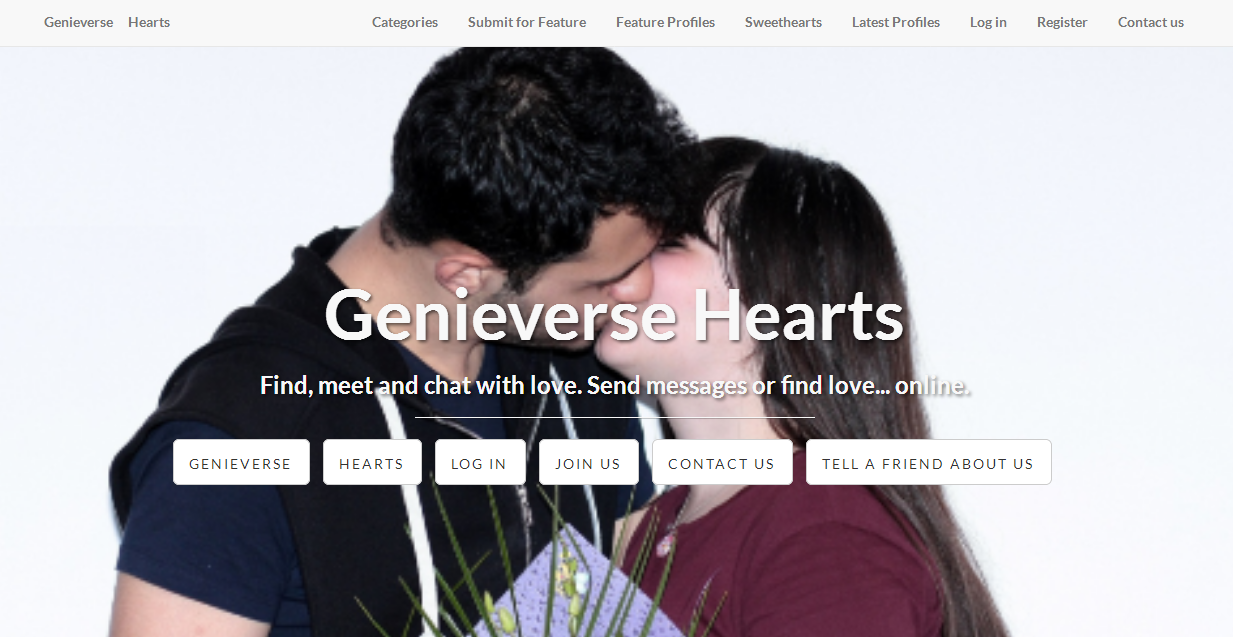 Genieverse Hearts Categories Submit for Feature Feature Profiles Sweethearts Latest Profiles Log in Register Contact us
Genieverse Hearts
Find, meet and chat with love. Send messages or find love... online.
GENIEVERSE HEARTS LOG IN JOIN US CONTACT US TELL A FRIEND ABOUT US